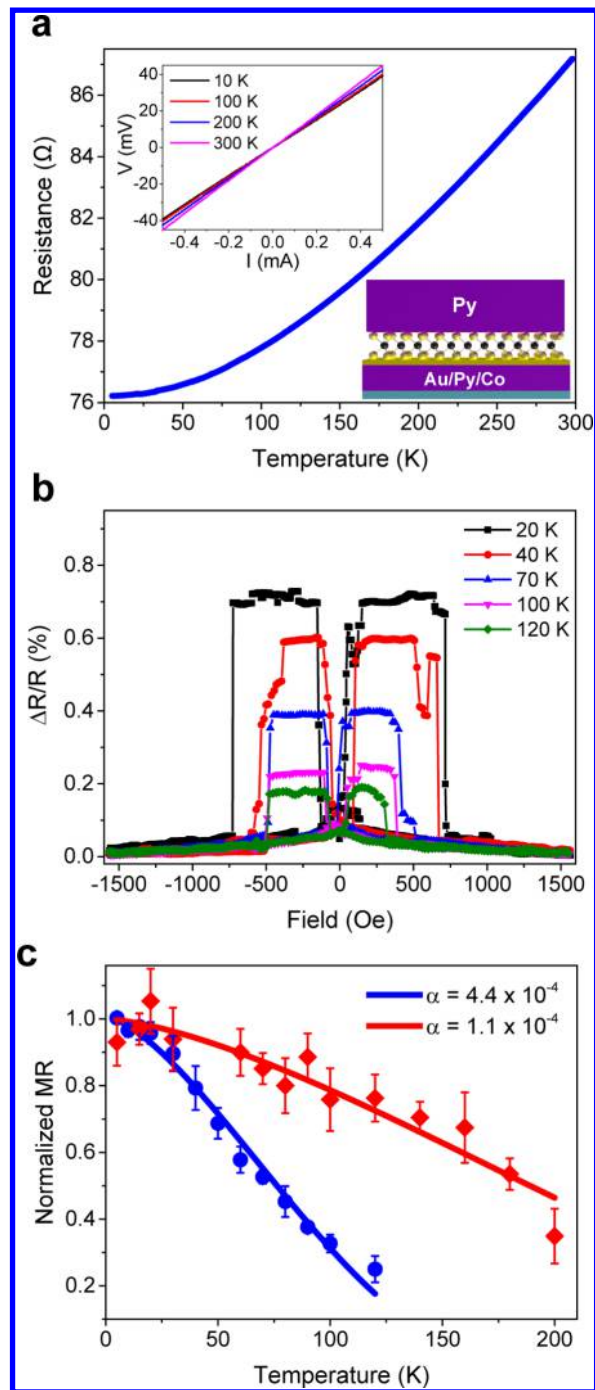 a
Resistance (Ω)
86
84
82
80
78
76
0
50
100
150
200
250
300
Temperature (K)
V (mV)
40
20
0
-20
-40
-0.4
-0.2
0.0
0.2
0.4
I (mA)
10 K
100 K
200 K
300 K
Py
Au/Py/Co
b
ΔR/R (%)
0.8
0.6
0.4
0.2
0.0
-1500
-1000
-500
0
500
1000
1500
Field (Oe)
20 K
40 K
70 K
100 K
120 K
c
Normalized MR
1.0
0.8
0.6
0.4
0.2
0
50
100
150
200
Temperature (K)
α = 4.4 x 10⁻⁴
α = 1.1 x 10⁻⁴